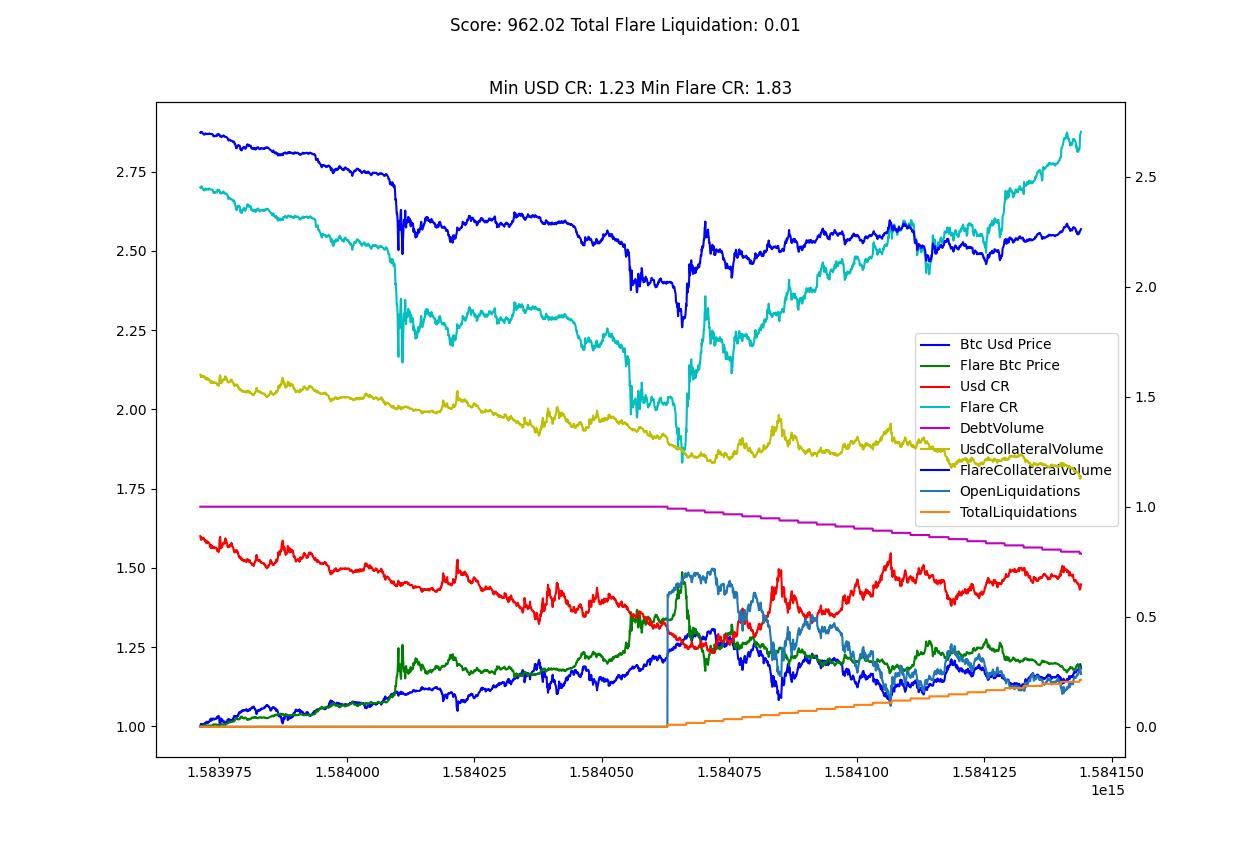 Score: 962.02 Total Flare Liquidation: 0.01
Min USD CR: 1.23 Min Flare CR: 1.83
2.75
2.50
2.25
2.00
1.75
1.50
1.25
1.00
2.5
2.0
1.5
1.0
0.5
0.0
Btc Usd Price
Flare Btc Price
Usd CR
Flare CR
DebtVolume
UsdCollateralVolume
FlareCollateralVolume
OpenLiquidations
TotalLiquidations
1.583975 1.584000 1.584025 1.584050 1.584075 1.584100 1.584125 1.584150
1e15